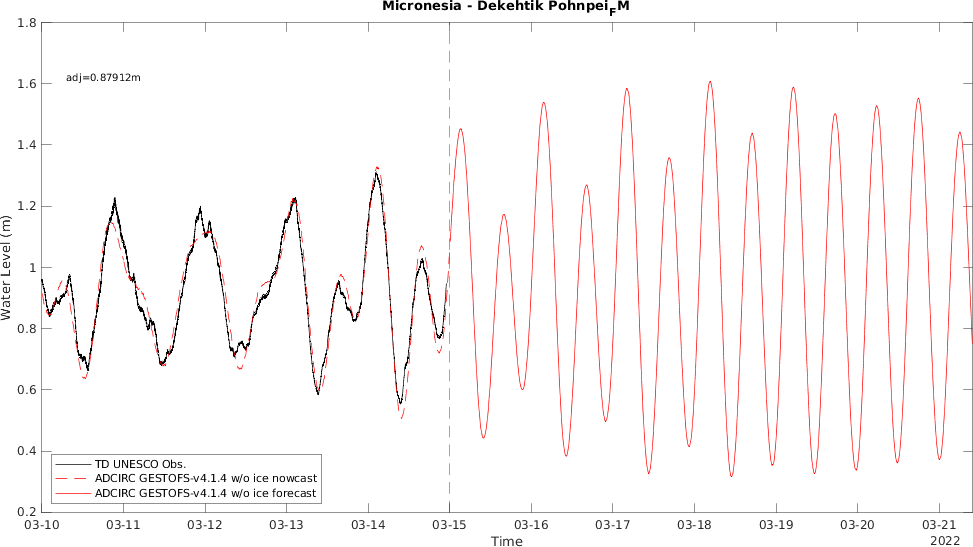 Micronesia - Dekehtik Pohnpei_FM
1.8
adj=0.87912m
1.6
1.4
1.2
1
0.8
0.6
0.4
0.2
Water Level (m)
TD UNESCO Obs.
ADCIRC GESTOFS-v4.1.4 w/o ice nowcast
ADCIRC GESTOFS-v4.1.4 w/o ice forecast
03-10 03-11 03-12 03-13 03-14 03-15 03-16 03-17 03-18 03-19 03-20 03-21
Time
2022